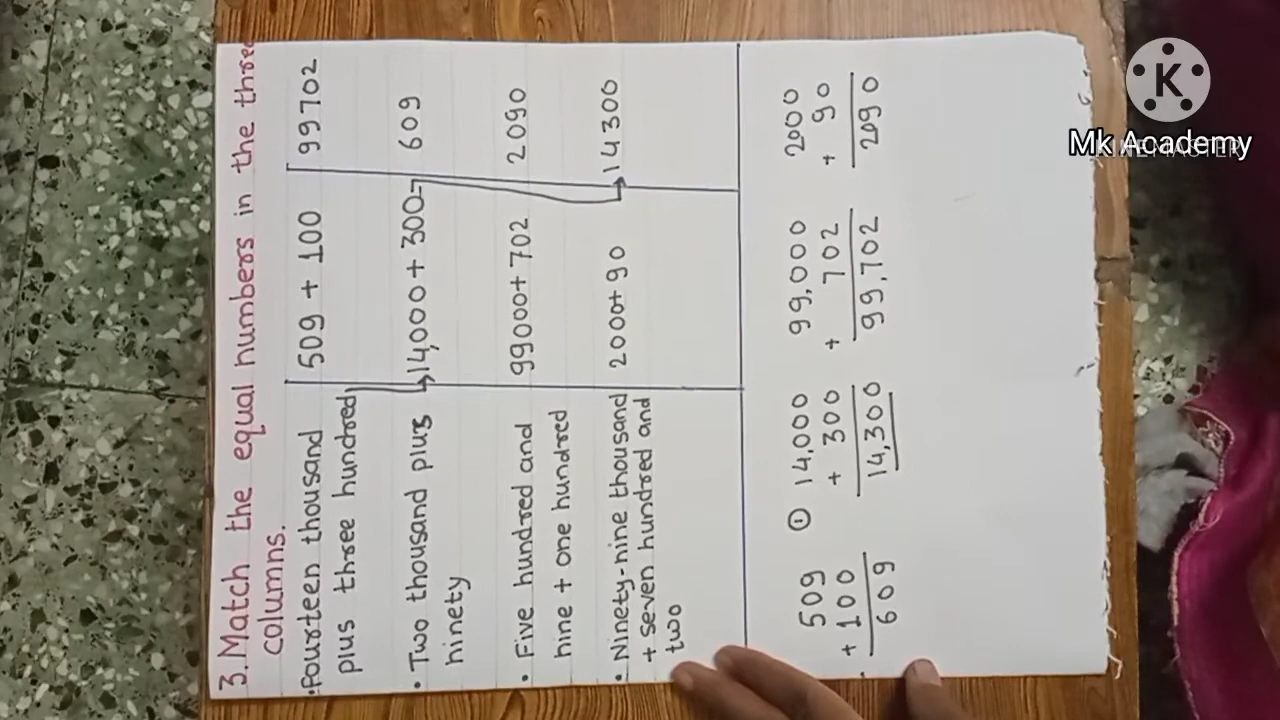 3. Match the equal numbers in the three
columns.
•Fourteen thousand
plus three hundred
509 + 100
99702
• Two thousand plus
ninety
14,000 + 300
609
• Five hundred and
nine + one hundred
99000 + 702
2090
• Ninety-nine thousand
+ seven hundred and
two
2000 + 90
14300
509
+ 100
609
① 14,000
+ 300
14,300
99,000
+ 702
99,702
2000
+ 90
2090
K
Mk Academy